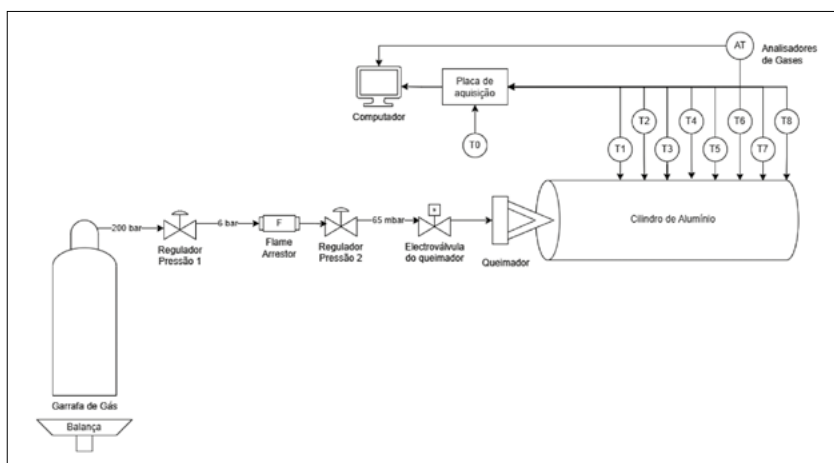 AT
Analisadores
de Gases
Placa de
aquisição
Computador
T0
T1
T2
T3
T4
T5
T6
T7
T8
Cilindro de Alumínio
200 bar
6 bar
F
65 mbar
Regulador
Pressão 1
Flame
Arrestor
Regulador
Pressão 2
Electroválvula
do queimador
Queimador
Garrafa de Gás
Balança